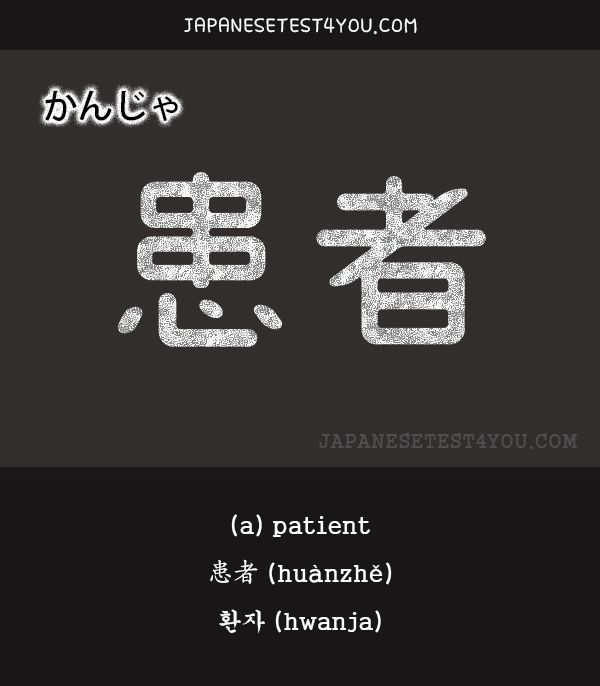 JAPANESETEST4YOU.COM
かんじゃ
患者
JAPANESETEST4YOU.COM
(a) patient
患者 (huànzhě)
환자 (hwanja)